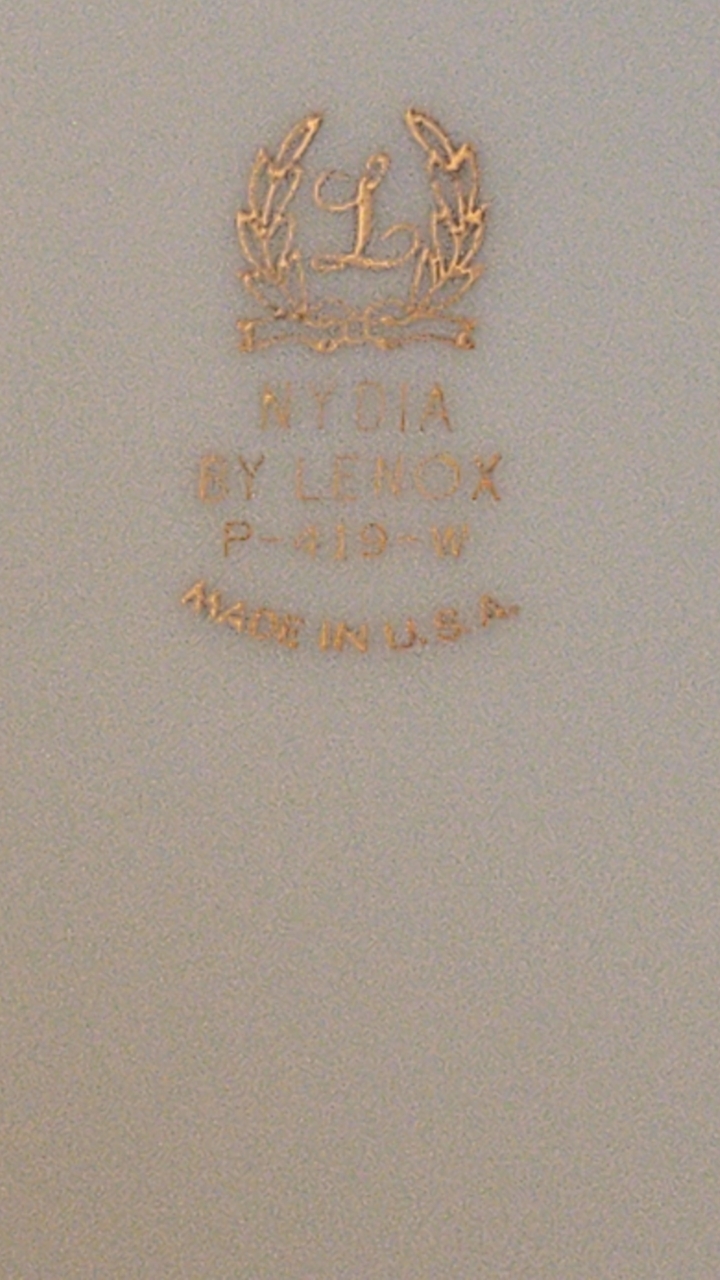 L
NYDIA
BY LENOX
P-419-W
MADE IN U.S.A.